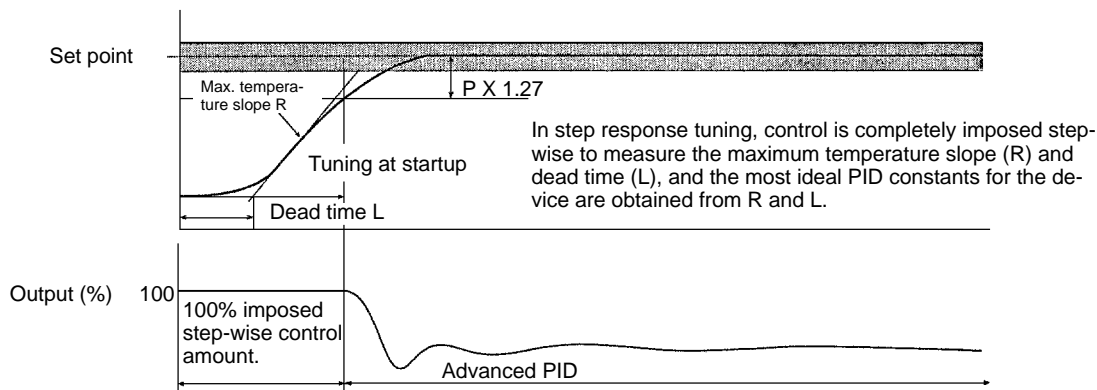 Set point
Max. tempera-
ture slope R
P X 1.27
In step response tuning, control is completely imposed step-
wise to measure the maximum temperature slope (R) and
dead time (L), and the most ideal PID constants for the de-
vice are obtained from R and L.
Tuning at startup
Dead time L
Output (%)
100
100% imposed
step-wise control
amount.
Advanced PID